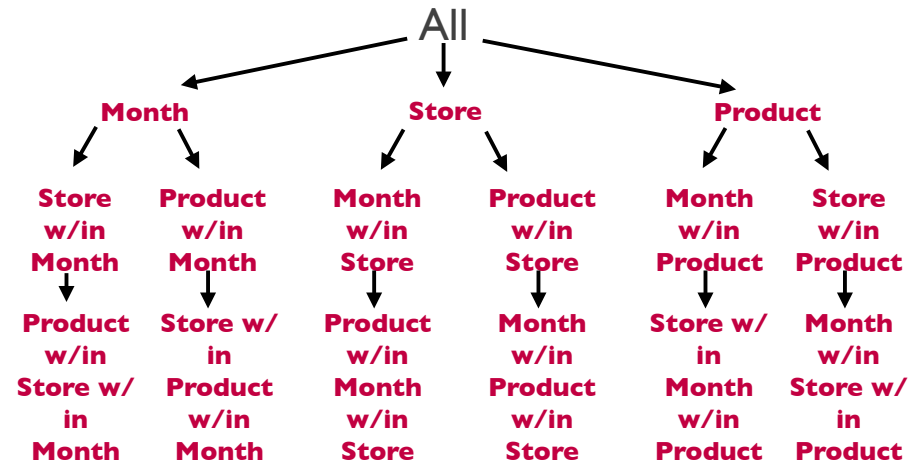 All
Month
Store
Product
Store
w/in
Month
Product
w/in
Month
Month
w/in
Store
Product
w/in
Store
Month
w/in
Product
Store
w/in
Product
Product
w/in
Store w/
in
Month
Store w/
in
Product
w/in
Month
Product
w/in
Month
w/in
Store
Month
w/in
Product
w/in
Store
Store w/
in
Month
w/in
Product
Month
w/in
Store w/
in
Product